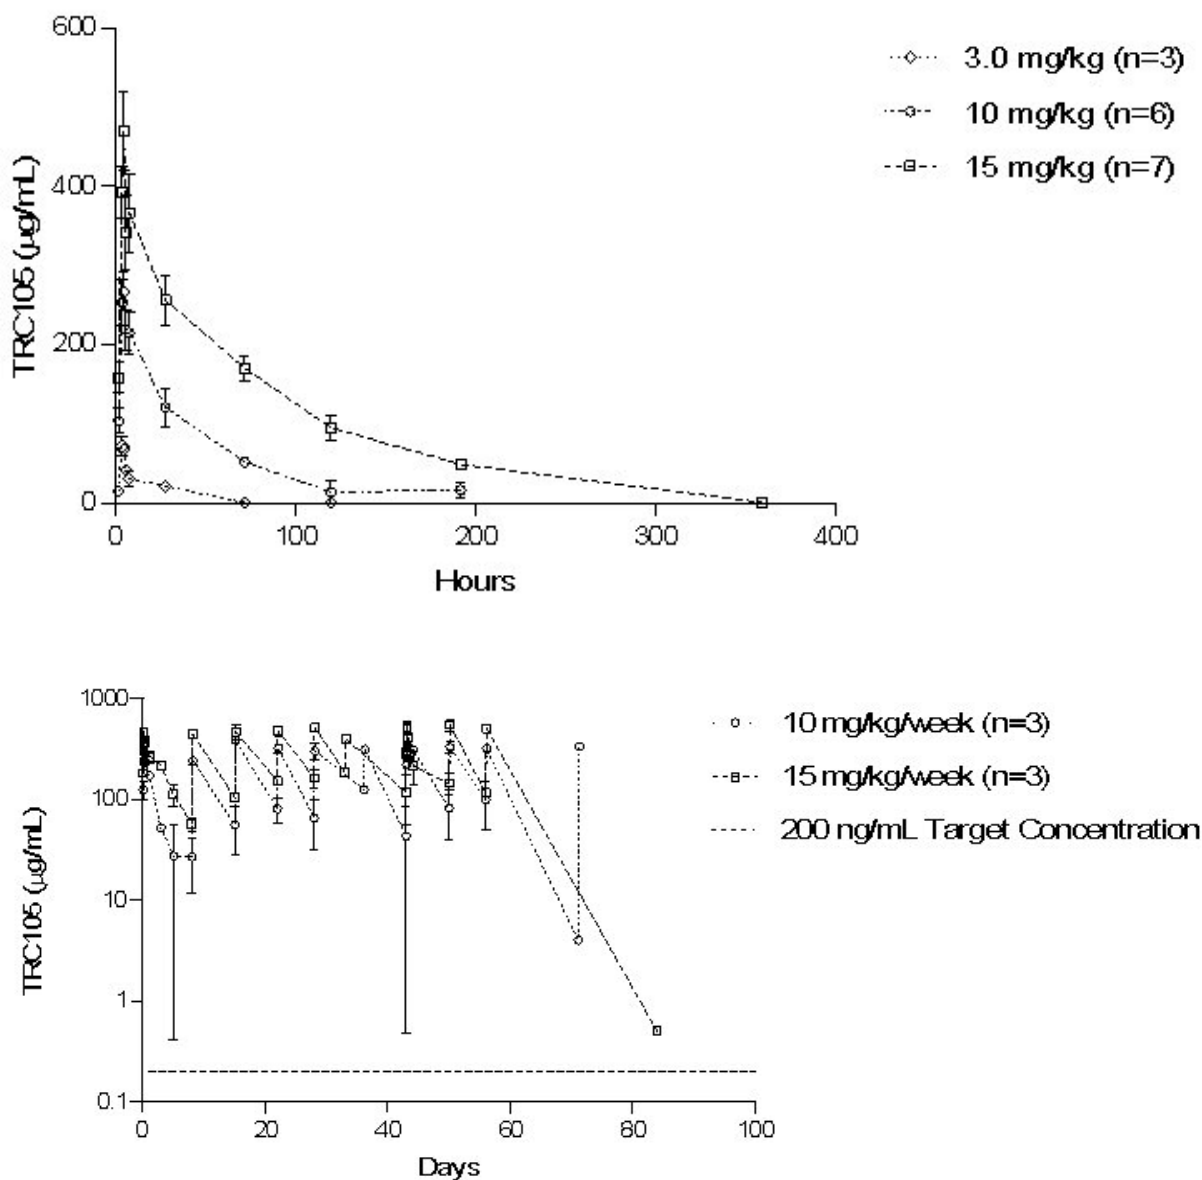 600
400
200
0
TRC105 (µg/mL)
0 100 200 300 400
Hours
3.0 mg/kg (n=3)
10 mg/kg (n=6)
15 mg/kg (n=7)
1000
100
10
1
0.1
TRC105 (µg/mL)
0 20 40 60 80 100
Days
10 mg/kg/week (n=3)
15 mg/kg/week (n=3)
200 ng/mL Target Concentration